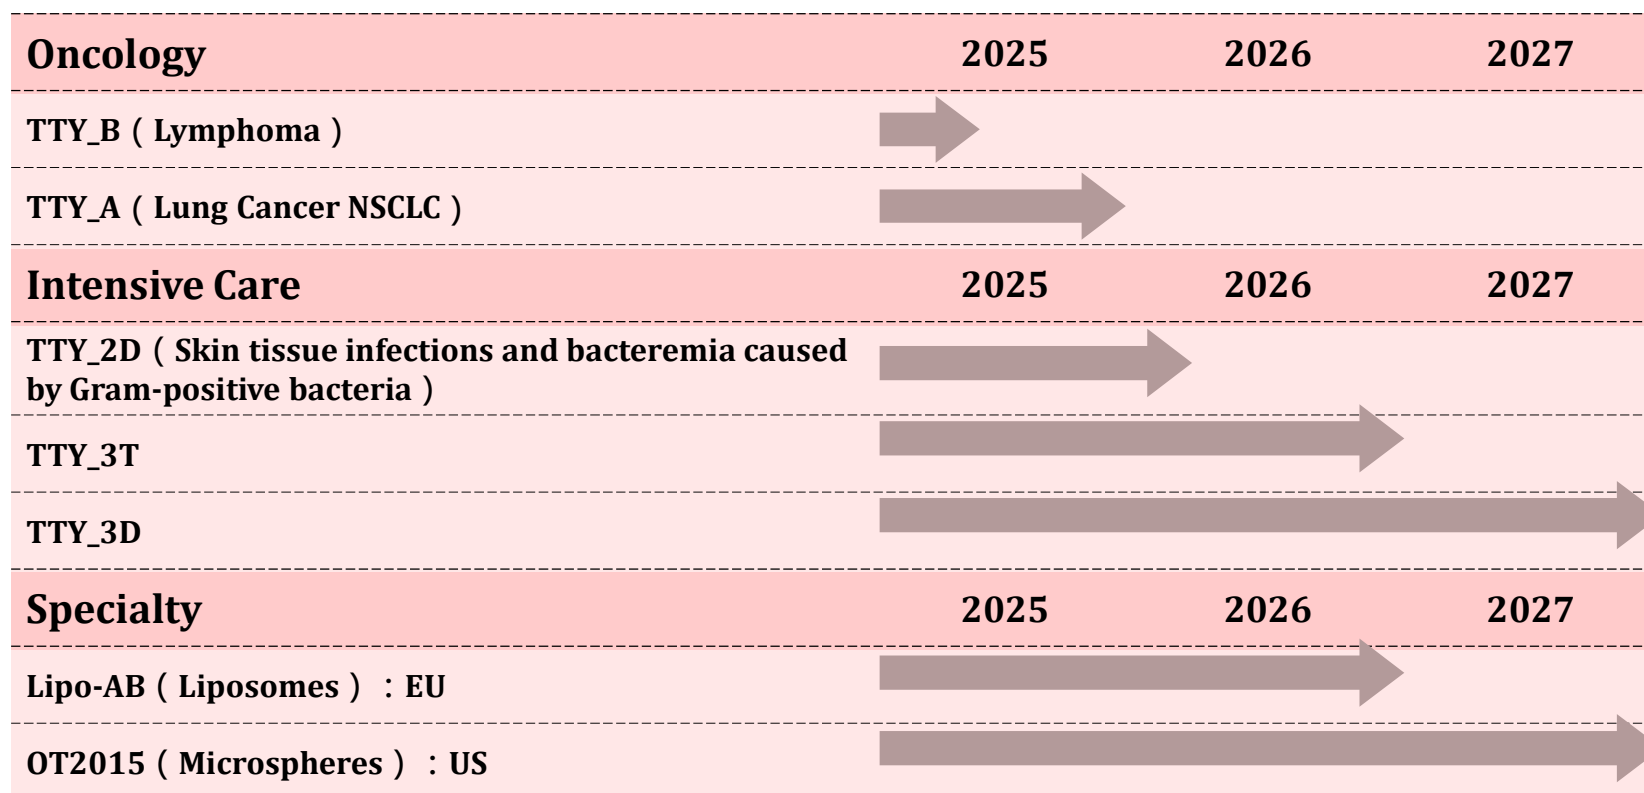 Oncology 2025 2026 2027
TTY_B ( Lymphoma )
TTY_A ( Lung Cancer NSCLC )
Intensive Care 2025 2026 2027
TTY_2D ( Skin tissue infections and bacteremia caused
by Gram-positive bacteria )
TTY_3T
TTY_3D
Specialty 2025 2026 2027
Lipo-AB ( Liposomes ) : EU
OT2015 ( Microspheres ) : US